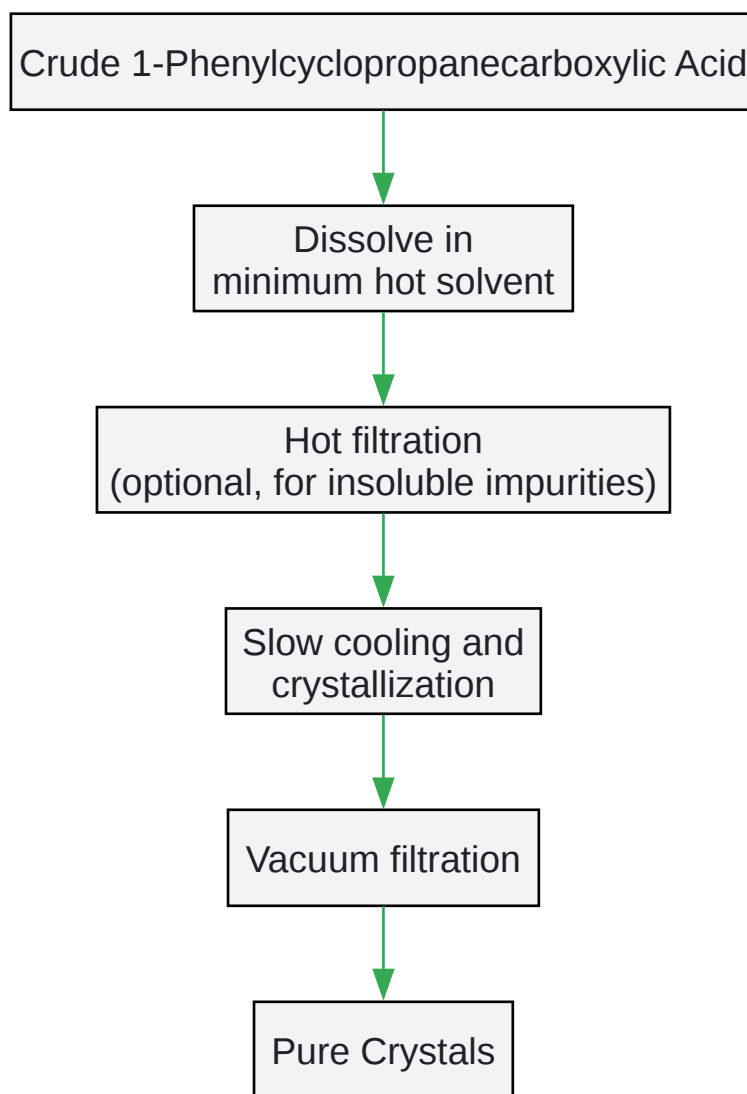 Crude 1-Phenylcyclopropanecarboxylic Acid
Dissolve in
minimum hot solvent
Hot filtration
(optional, for insoluble impurities)
Slow cooling and
crystallization
Vacuum filtration
Pure Crystals